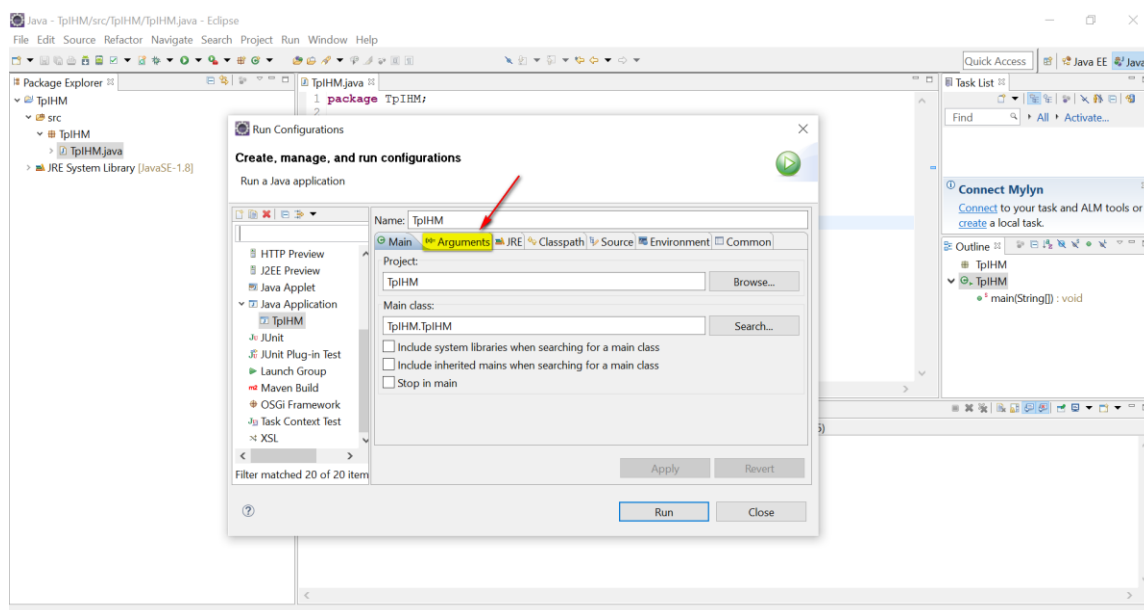 Java - TpIHM/src/TpIHM/TpIHM.java - Eclipse
File Edit Source Refactor Navigate Search Project Run Window Help
Quick Access
Java EE
Java
Package Explorer
TpIHM.java
Task List
TpIHM
src
TpIHM
TpIHM.java
JRE System Library [JavaSE-1.8]
1 package TpIHM;
2
Find
All
Activate...
Connect Mylyn
Connect to your task and ALM tools or
create a local task.
Outline
TpIHM
TpIHM
main(String[]) : void
Run Configurations
Create, manage, and run configurations
Run a Java application
HTTP Preview
J2EE Preview
Java Applet
Java Application
TpIHM
JUnit
JUnit Plug-in Test
Launch Group
Maven Build
OSGi Framework
Task Context Test
XSL
Filter matched 20 of 20 item
Name: TpIHM
Main Arguments JRE Classpath Source Environment Common
Project:
TpIHM
Browse...
Main class:
TpIHM.TpIHM
Search...
Include system libraries when searching for a main class
Include inherited mains when searching for a main class
Stop in main
Apply
Revert
Run
Close